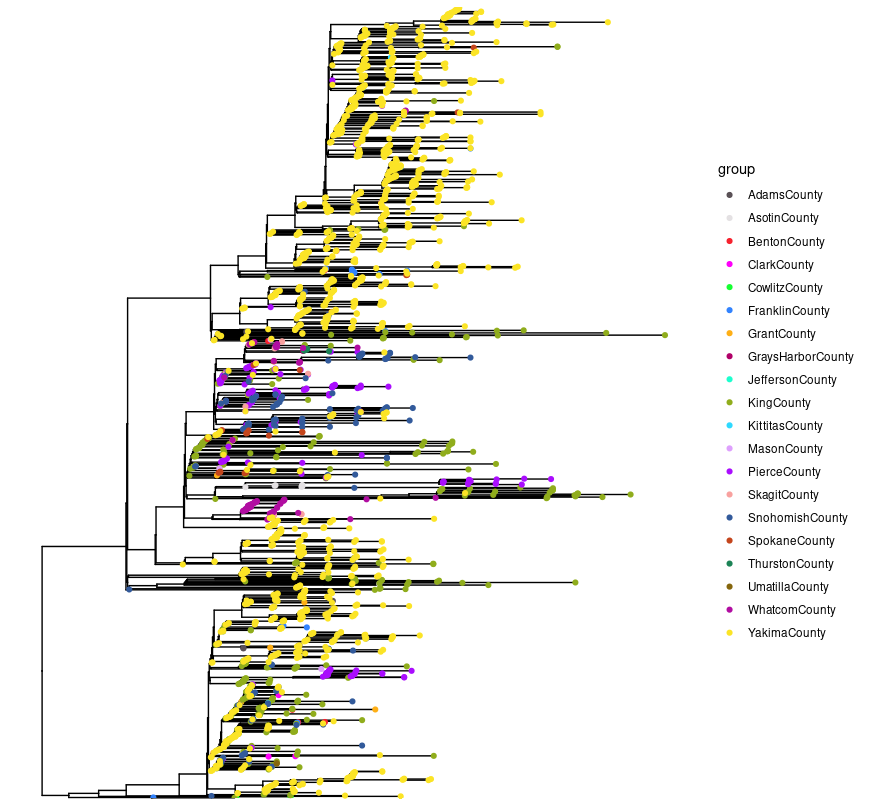 group
AdamsCounty
AsotinCounty
BentonCounty
ClarkCounty
CowlitzCounty
FranklinCounty
GrantCounty
GraysHarborCounty
JeffersonCounty
KingCounty
KittitasCounty
MasonCounty
PierceCounty
SkagitCounty
SnohomishCounty
SpokaneCounty
ThurstonCounty
UmatillaCounty
WhatcomCounty
YakimaCounty